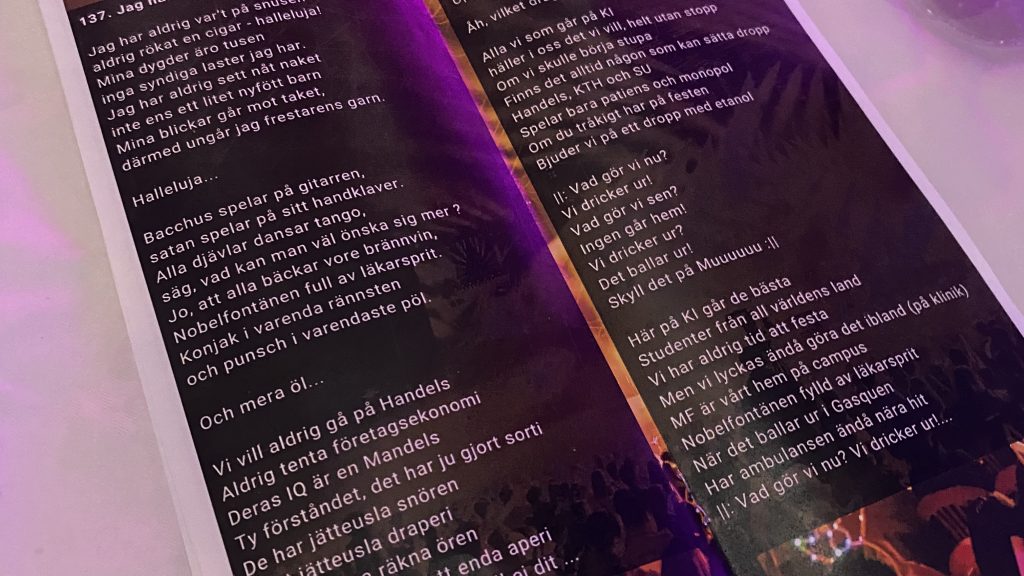 137. Jag ha
Jag har aldrig var't på snusen
aldrig rökat en cigar - halleluja!
Mina dygder äro tusen
inga syndiga laster jag har.
Jag har aldrig sett nåt naket
inte ens ett litet nyfött barn
Mina blickar går mot taket,
därmed ungår jag frestarens garn.
Halleluja...
Bacchus spelar på gitarren,
satan spelar på sitt handklaver.
Alla djävlar dansar tango,
säg, vad kan man väl önska sig mer?
Jo, att alla bäckar vore brännvin,
Nobelfontänen full av läkarsprit.
Konjak i varenda rännsten
och punsch i varendaste pöl.
Och mera öl...
Vi vill aldrig gå på Handels
Aldrig tenta företagsekonomi
Deras IQ är en Mandels
Ty förståndet, det har ju gjort sorti
De har jätteusla snören
jätteusla draperi
räkna ören
tt enda aperi
ej dit ...
Äh, vilket
Alla vi som går på KI
häller i oss det vi vill, helt utan stopp
Om vi skulle börja stupa
Finns det alltid någon som kan sätta dropp
Handels, KTH och SU
Spelar bara patiens och monopol
Om du tråkigt har på festen
Bjuder vi på ett dropp med etanol
||: Vad gör vi nu?
Vi dricker ur!
Vad gör vi sen?
Ingen går hem!
Vi dricker ur?
Det ballar ur!
Skyll det på Muuuuuu :||
Här på KI går de bästa
Studenter från all världens land
Vi har aldrig tid att festa
Men vi lyckas ändå göra det ibland (på klinik)
MF är vårt hem på campus
Nobelfontänen fylld av läkarsprit
När det ballar ur i Gasquen
Har ambulansen ändå nära hit
||: Vad gör vi nu? Vi dricker ur!...